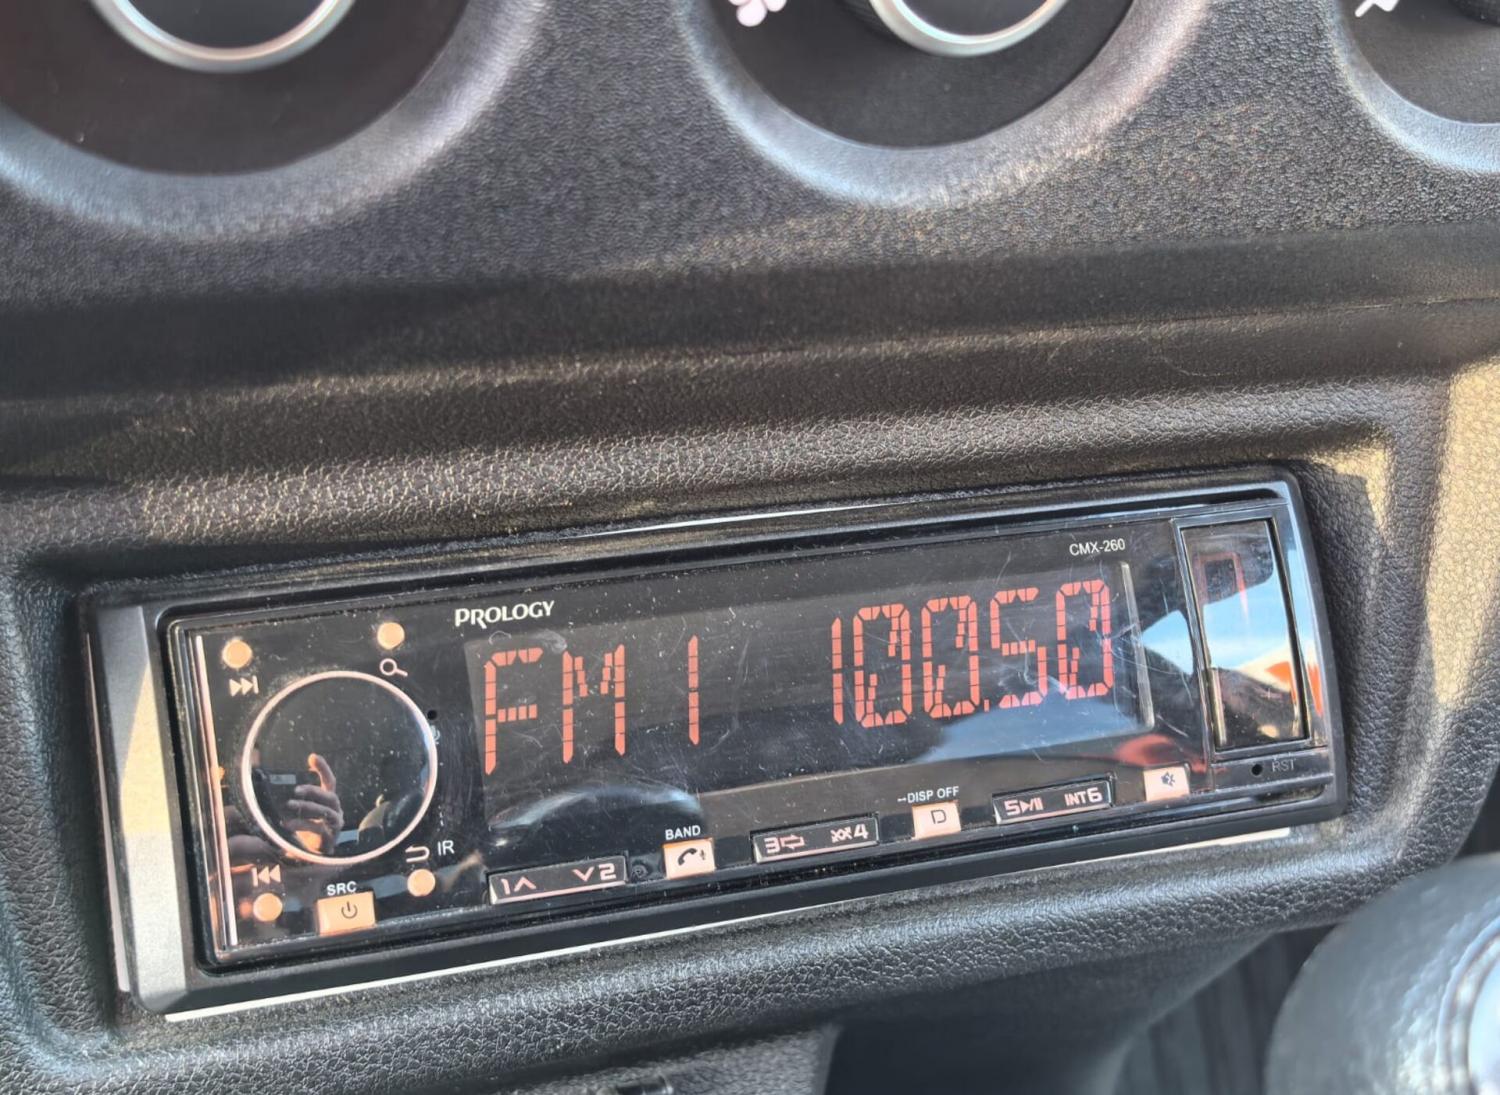 CMX-260
PROLOGY
FM1 100.50
RST
DISP OFF
D
5 INT6
BAND
3 4
IR
1 2
SRC